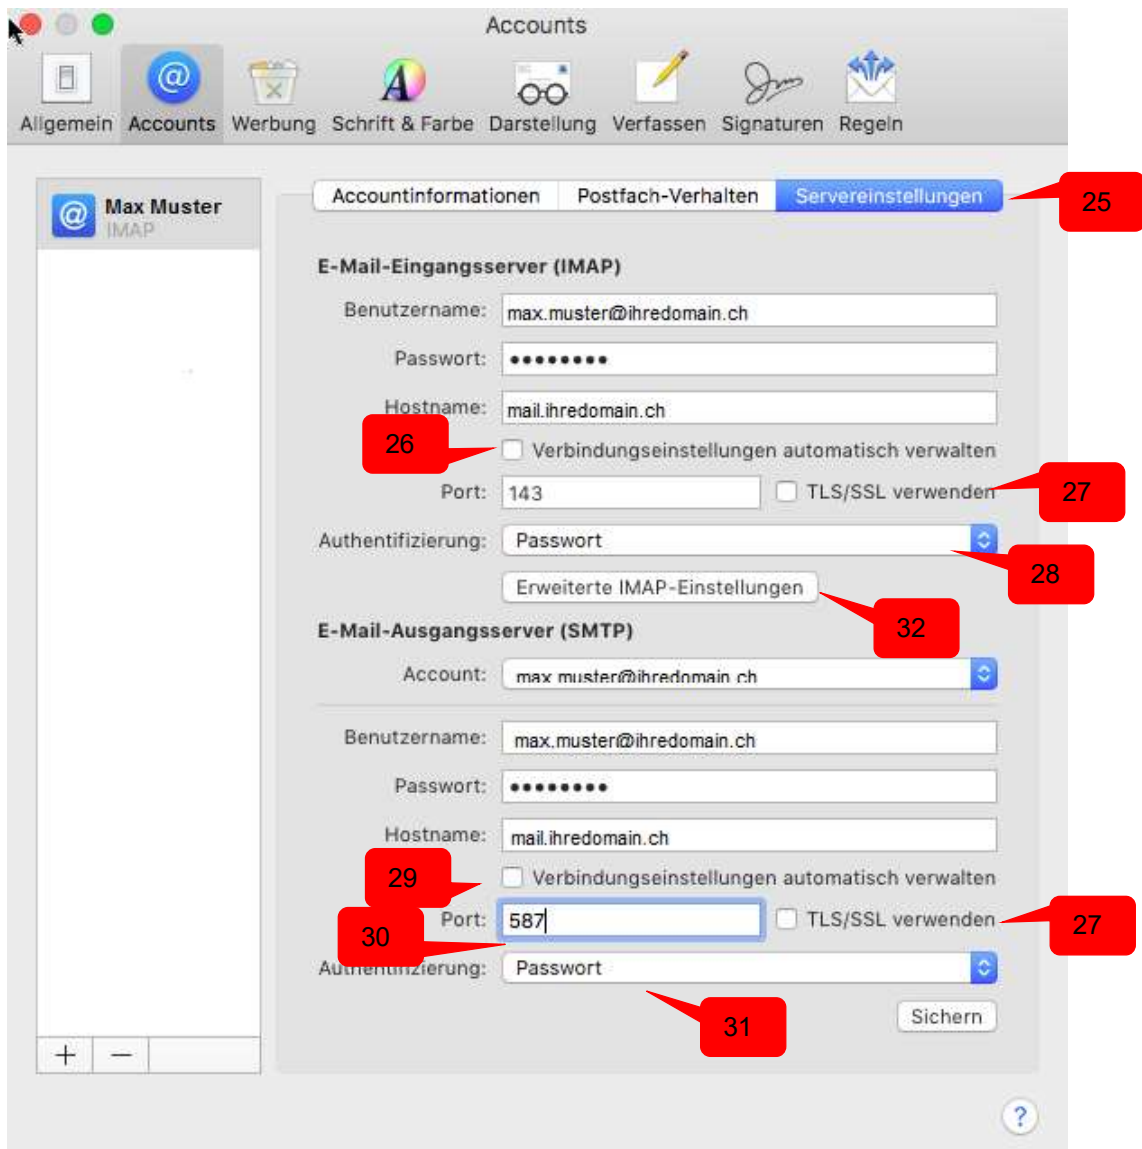 Accounts
Allgemein Accounts Werbung Schrift & Farbe Darstellung Verfassen Signaturen Regeln
Max Muster
IMAP
Accountinformationen Postfach-Verhalten Servereinstellungen 25
E-Mail-Eingangsserver (IMAP)
Benutzername: max.muster@ihredomain.ch
Passwort: ••••••••
Hostname: mail.ihredomain.ch
26 Verbindungseinstellungen automatisch verwalten
Port: 143 TLS/SSL verwenden 27
Authentifizierung: Passwort
28
Erweiterte IMAP-Einstellungen
32
E-Mail-Ausgangsserver (SMTP)
Account: max.muster@ihredomain.ch
Benutzername: max.muster@ihredomain.ch
Passwort: ••••••••
Hostname: mail.ihredomain.ch
29 Verbindungseinstellungen automatisch verwalten
Port: 587 TLS/SSL verwenden 27
30
Authentifizierung: Passwort
31
Sichern
+ −
?